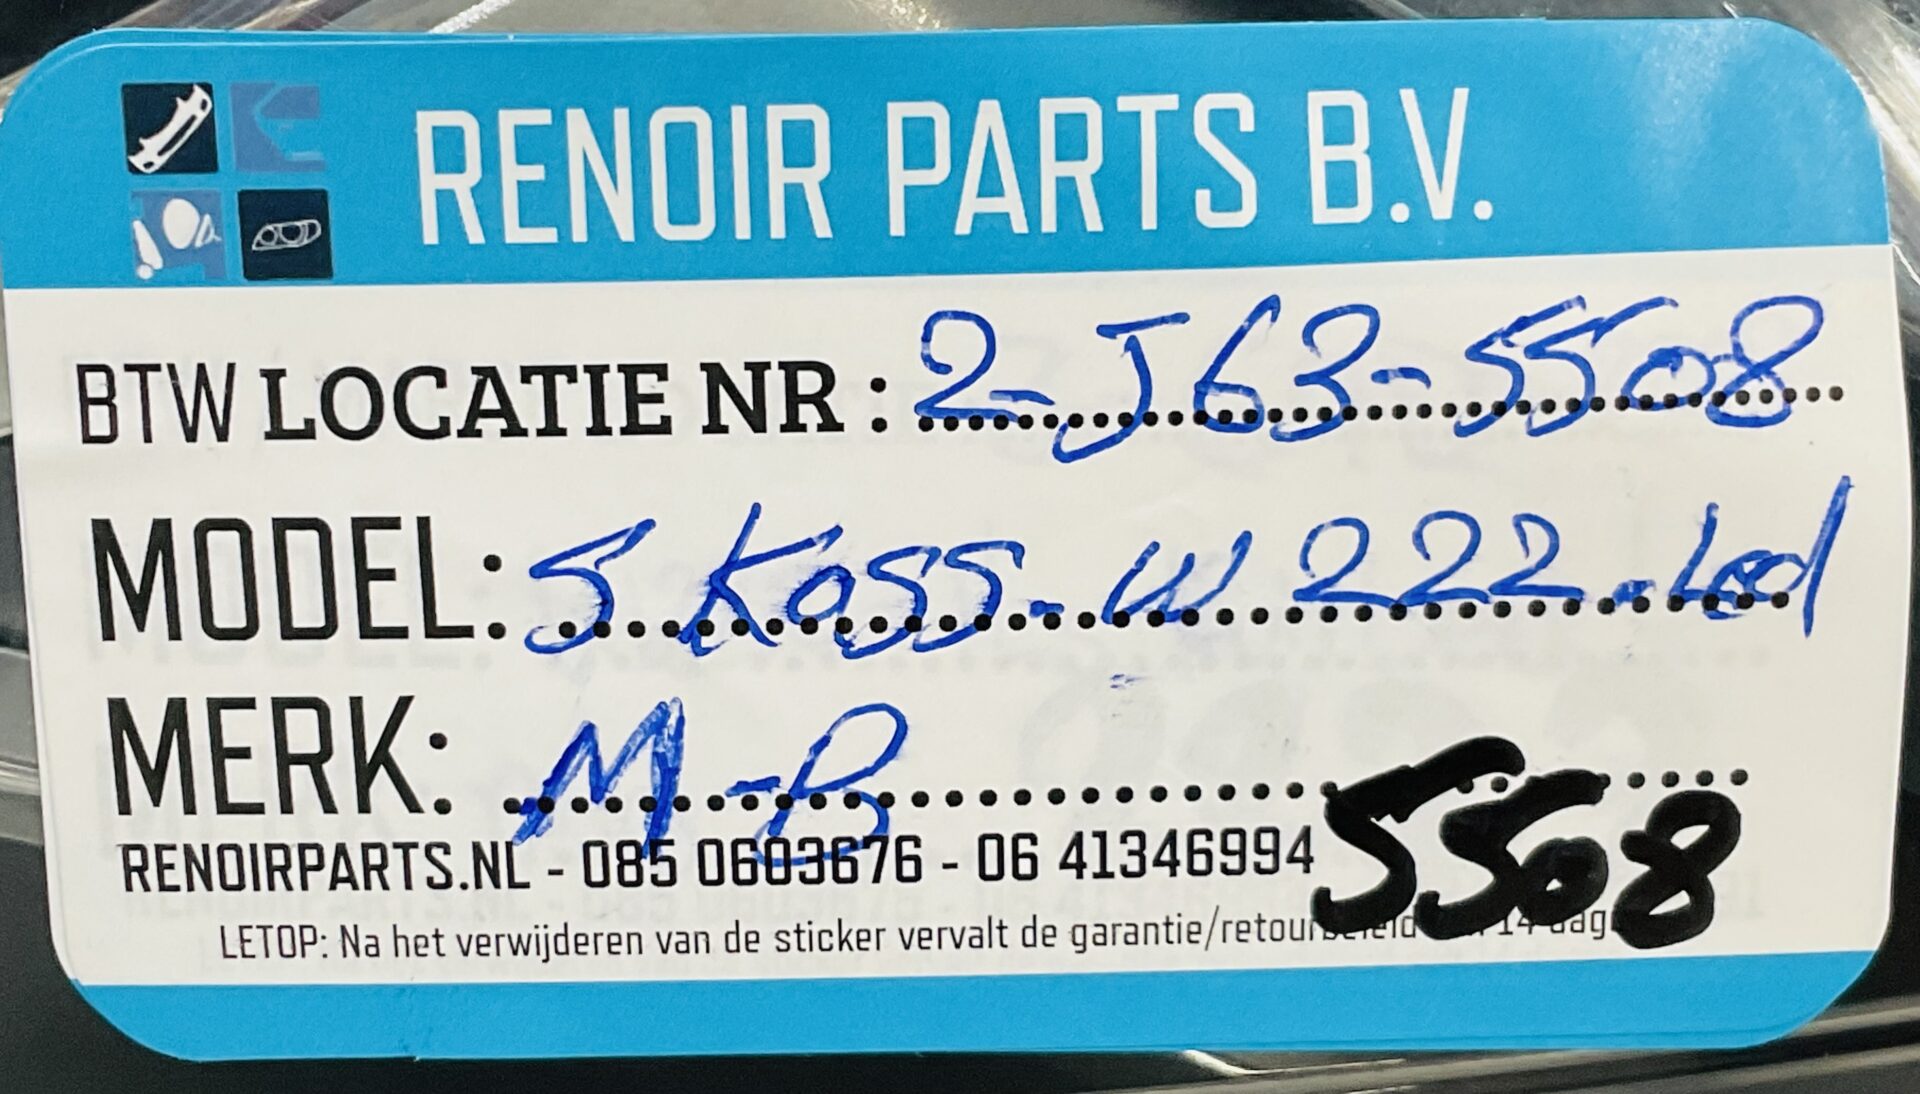 RENOIR PARTS B.V.
BTW LOCATIE NR : 2-J63-5508
MODEL: S Kass-W222-Led
MERK: M-B
RENOIRPARTS.NL - 085 0603676 - 06 41346994
5508
LETOP: Na het verwijderen van de sticker vervalt de garantie/retourbeleid 14